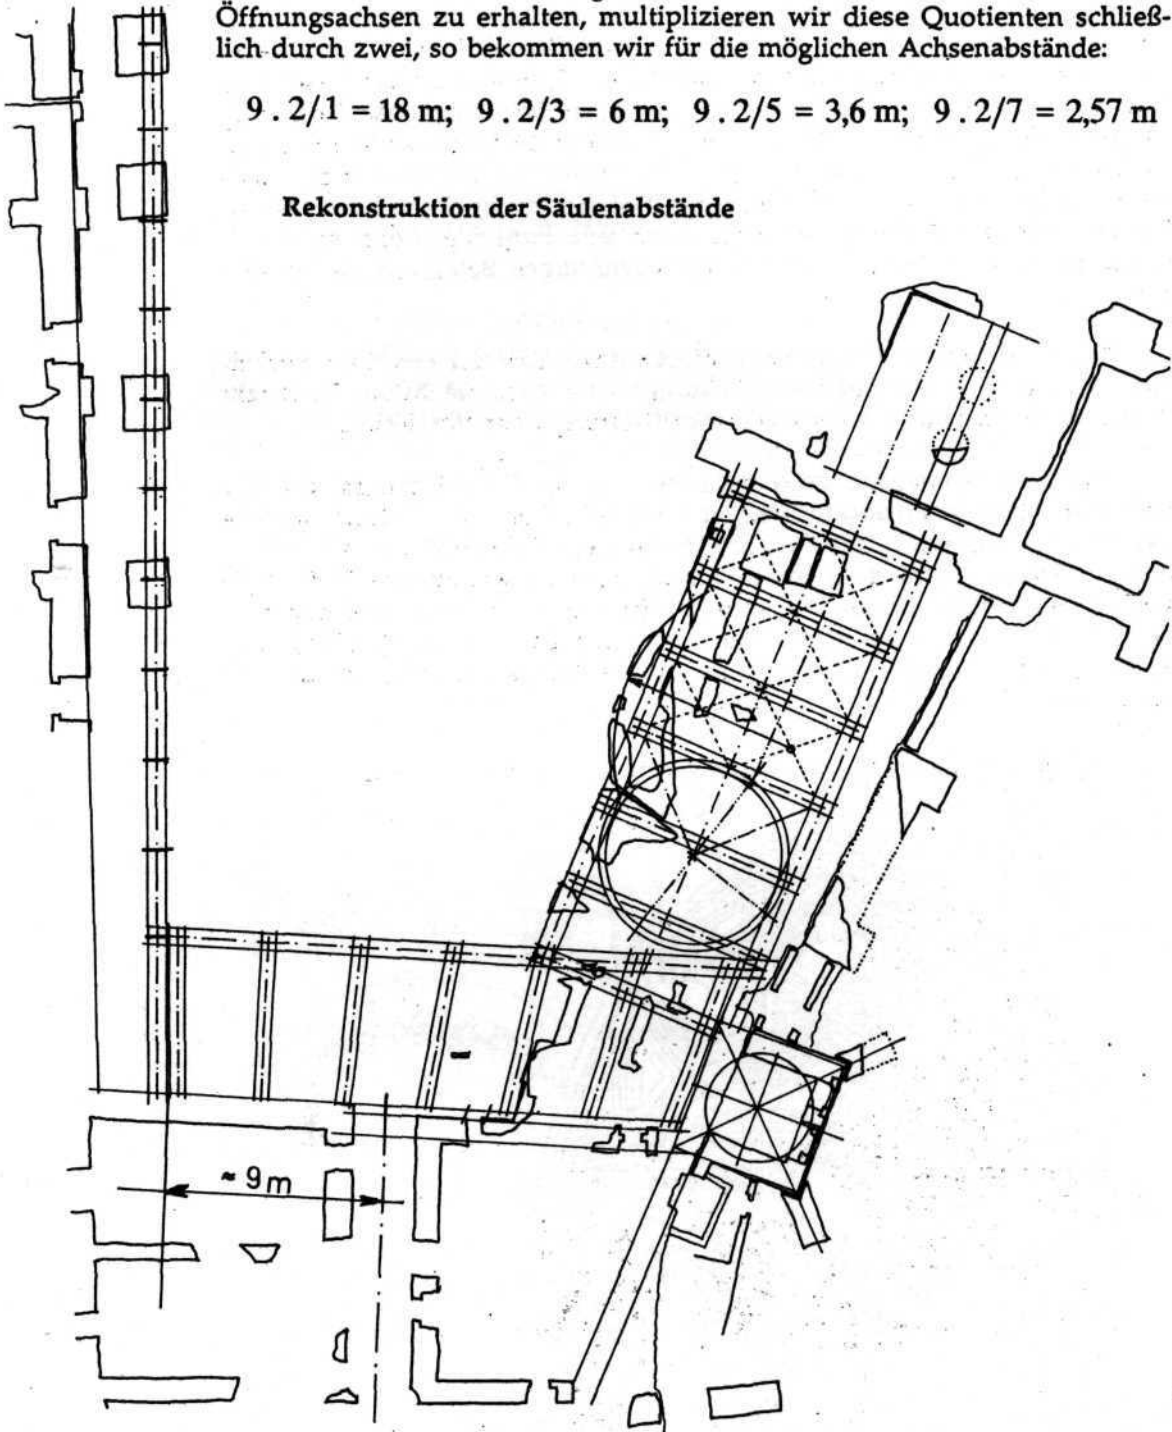 Öffnungsachsen zu erhalten, multiplizieren wir diese Quotienten schließ-
lich durch zwei, so bekommen wir für die möglichen Achsenabstände:
9 . 2/1 = 18 m; 9 . 2/3 = 6 m; 9 . 2/5 = 3,6 m; 9 . 2/7 = 2,57 m
Rekonstruktion der Säulenabstände
≈ 9 m